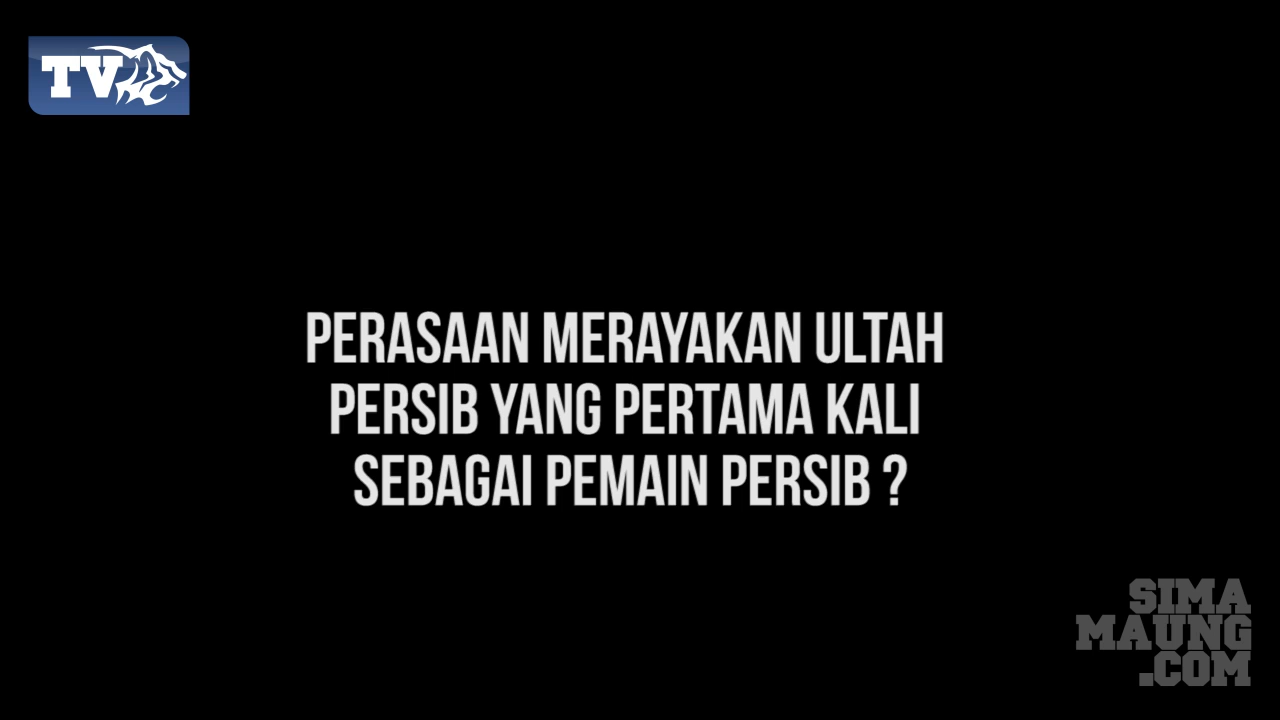 TV
PERASAAN MERAYAKAN ULTAH
PERSIB YANG PERTAMA KALI
SEBAGAI PEMAIN PERSIB ?
SIMA
MAUNG
.COM